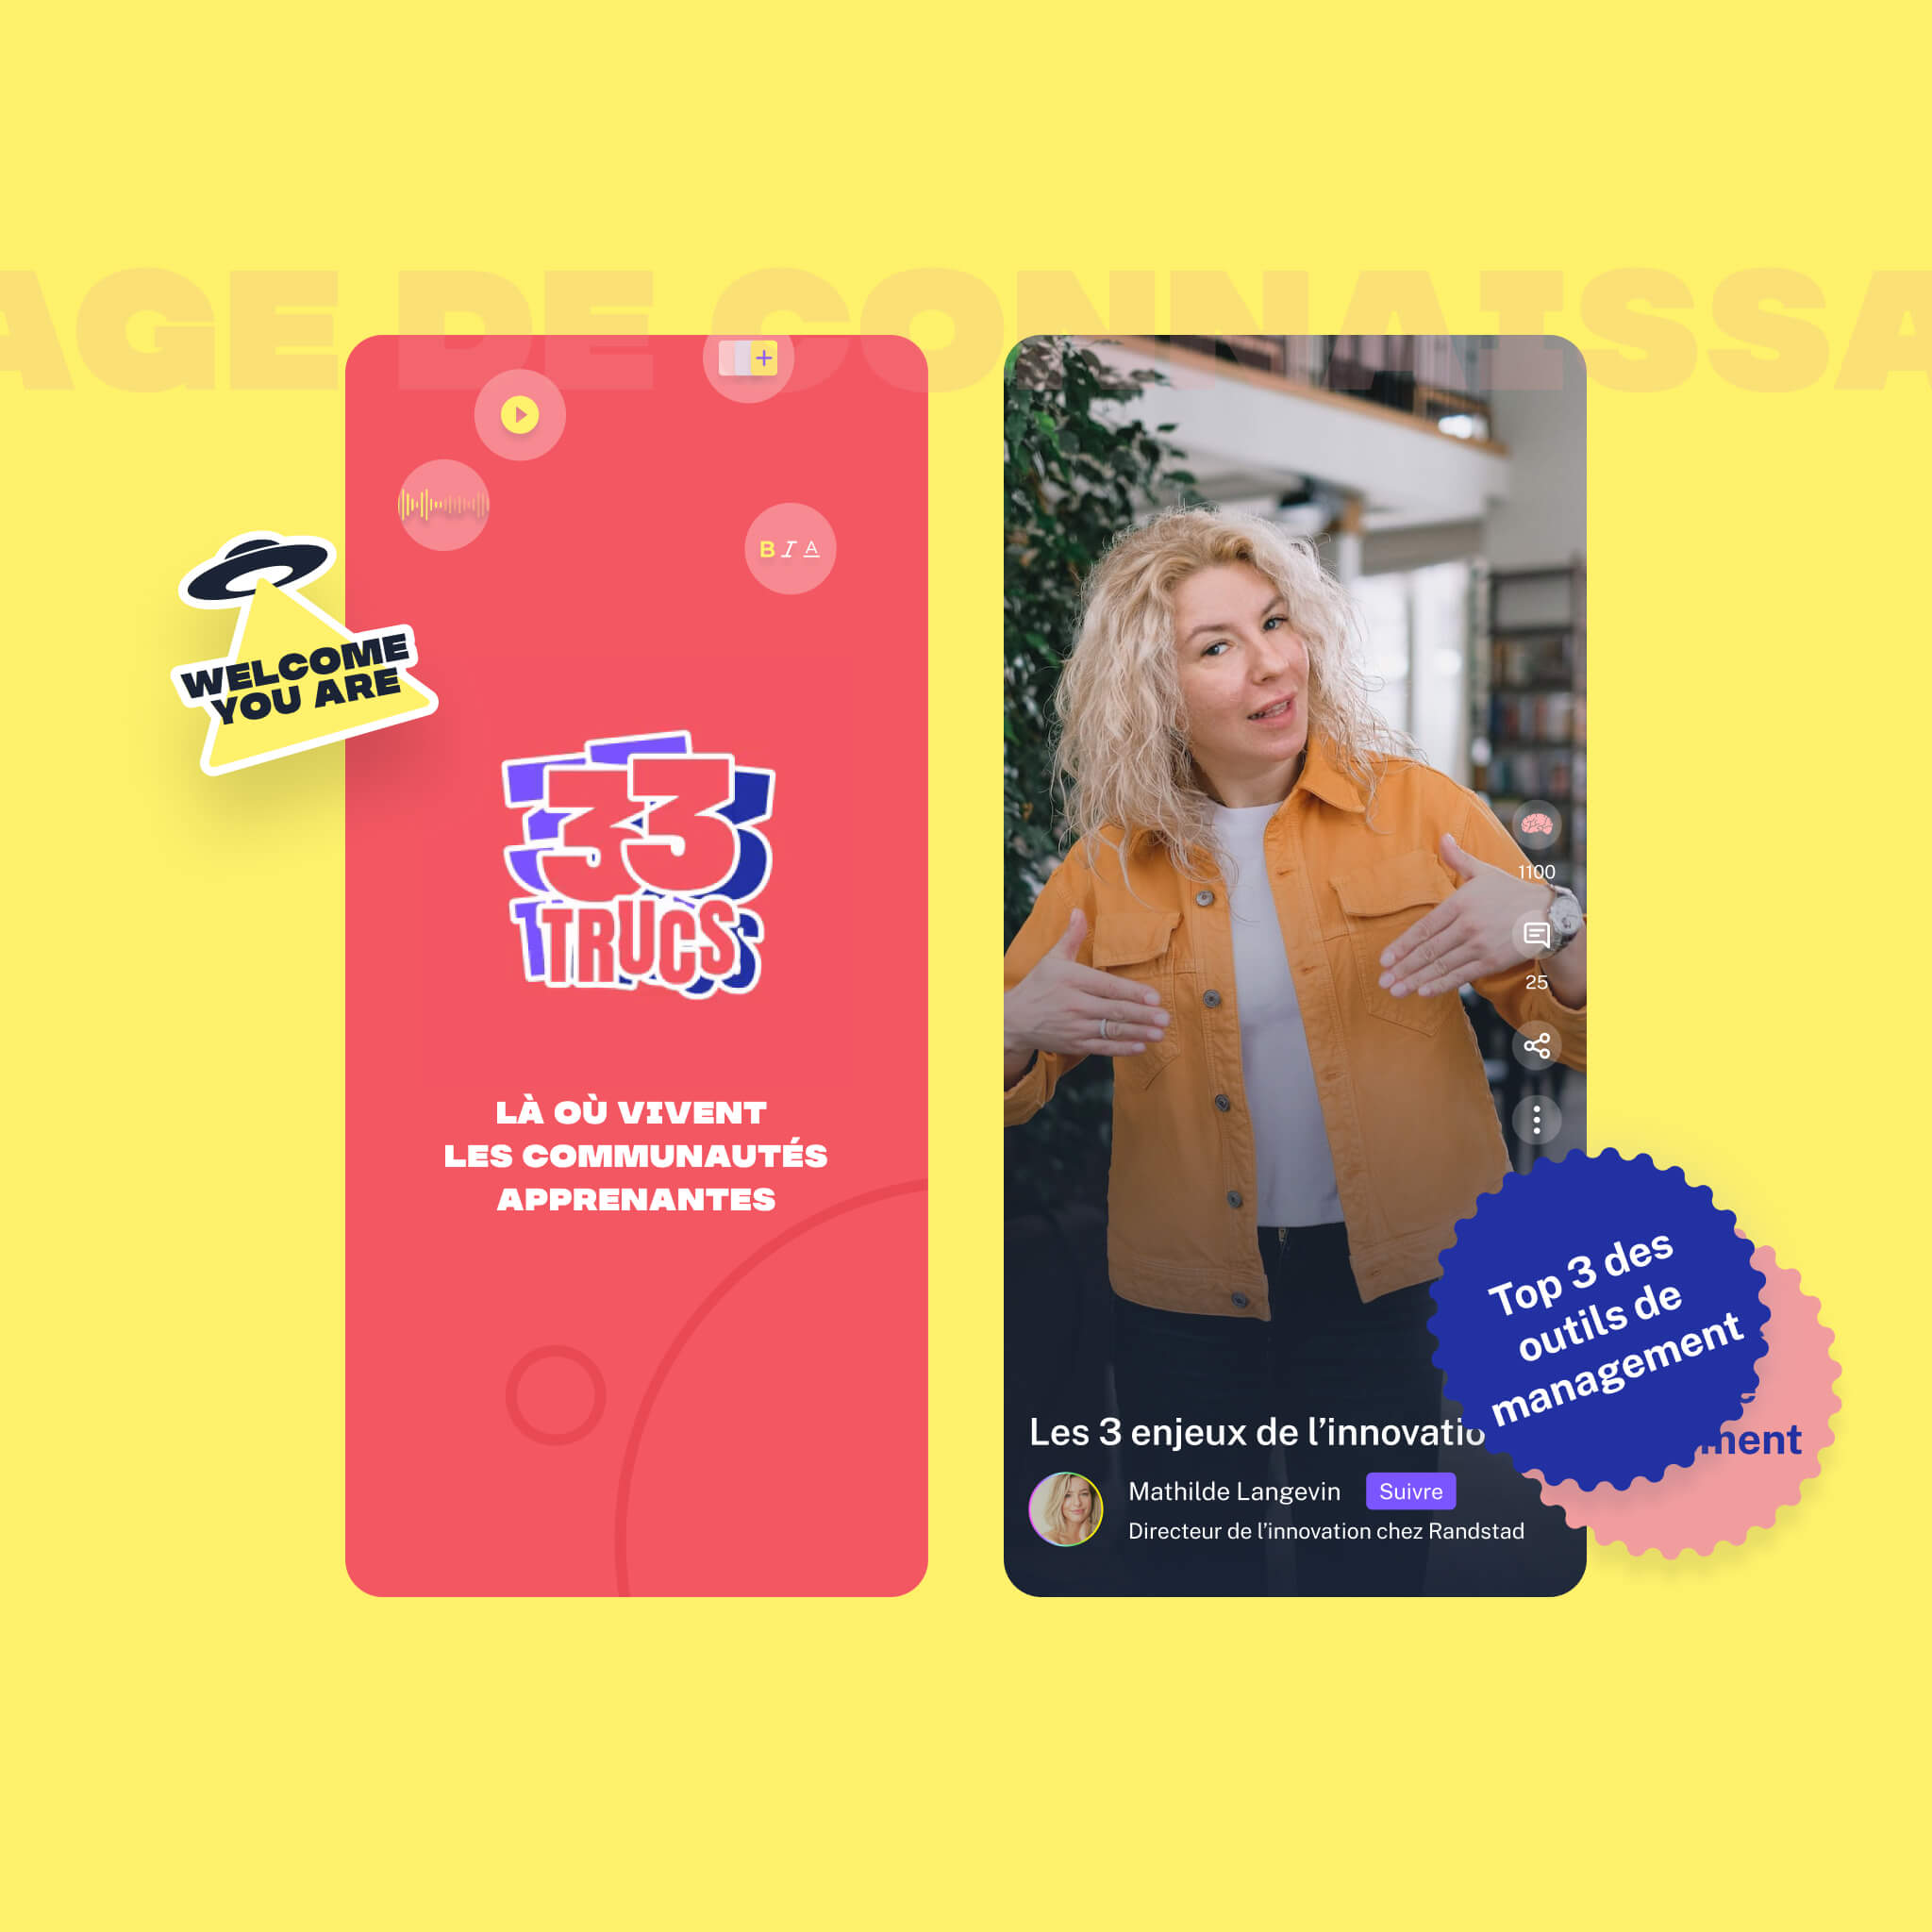 AGE DE CONNAISSA
B I A
WELCOME
YOU ARE
33
TRUCS
LÀ OÙ VIVENT
LES COMMUNAUTÉS
APPRENANTES
1100
25
Top 3 des
outils de
management
ment
Les 3 enjeux de l’innovatio
Mathilde Langevin Suivre
Directeur de l’innovation chez Randstad